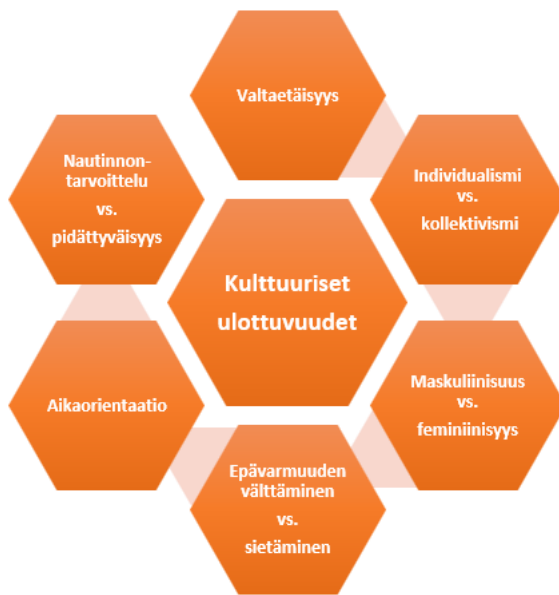 Valtaetäisyys
Individualismi
vs.
kollektivismi
Maskuliinisuus
vs.
feminiinisyys
Epävarmuuden
välttäminen
vs.
sietäminen
Aikaorientaatio
Nautinnon-
tarvoittelu
vs.
pidättyväisyys
Kulttuuriset
ulottuvuudet